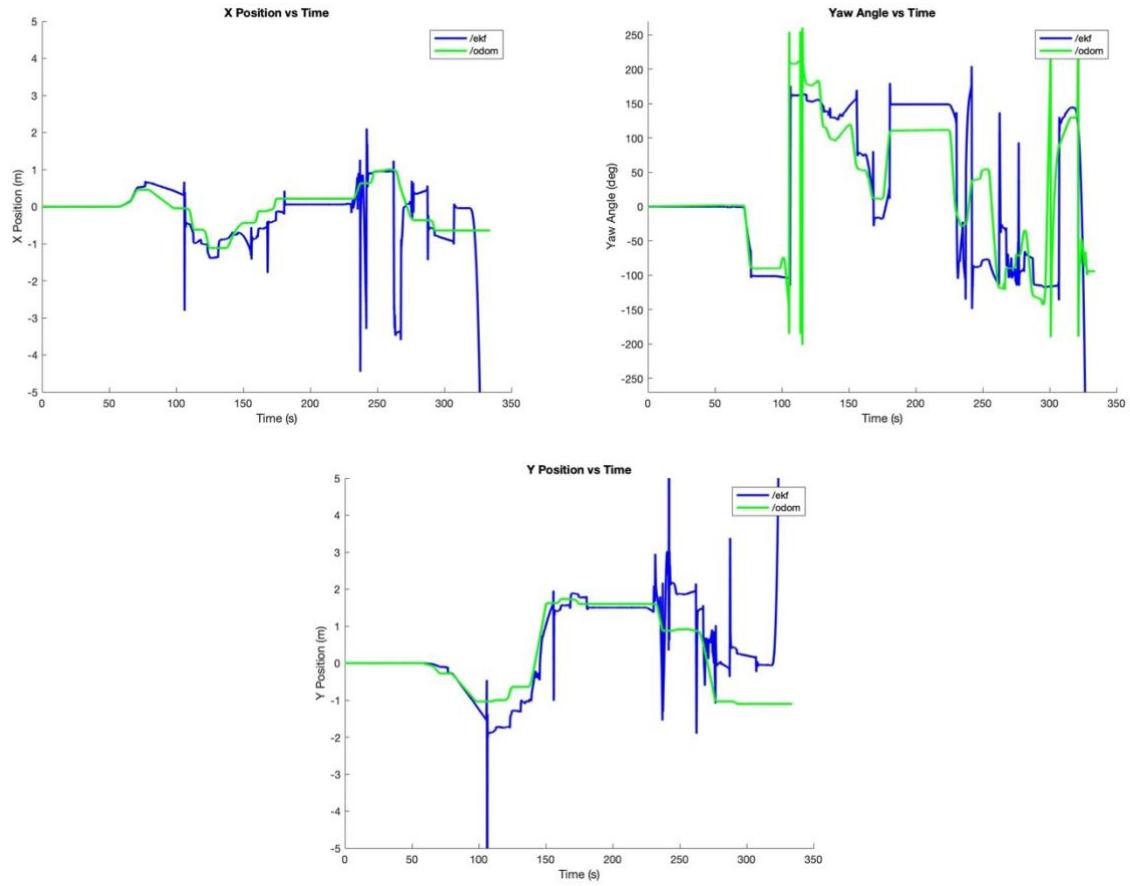 X Position vs Time
/ekf
/odom
X Position (m)
5
4
3
2
1
0
-1
-2
-3
-4
-5
0 50 100 150 200 250 300 350
Time (s)
Yaw Angle vs Time
/ekf
/odom
Yaw Angle (deg)
250
200
150
100
50
0
-50
-100
-150
-200
-250
0 50 100 150 200 250 300 350
Time (s)
Y Position vs Time
/ekf
/odom
Y Position (m)
5
4
3
2
1
0
-1
-2
-3
-4
-5
0 50 100 150 200 250 300 350
Time (s)